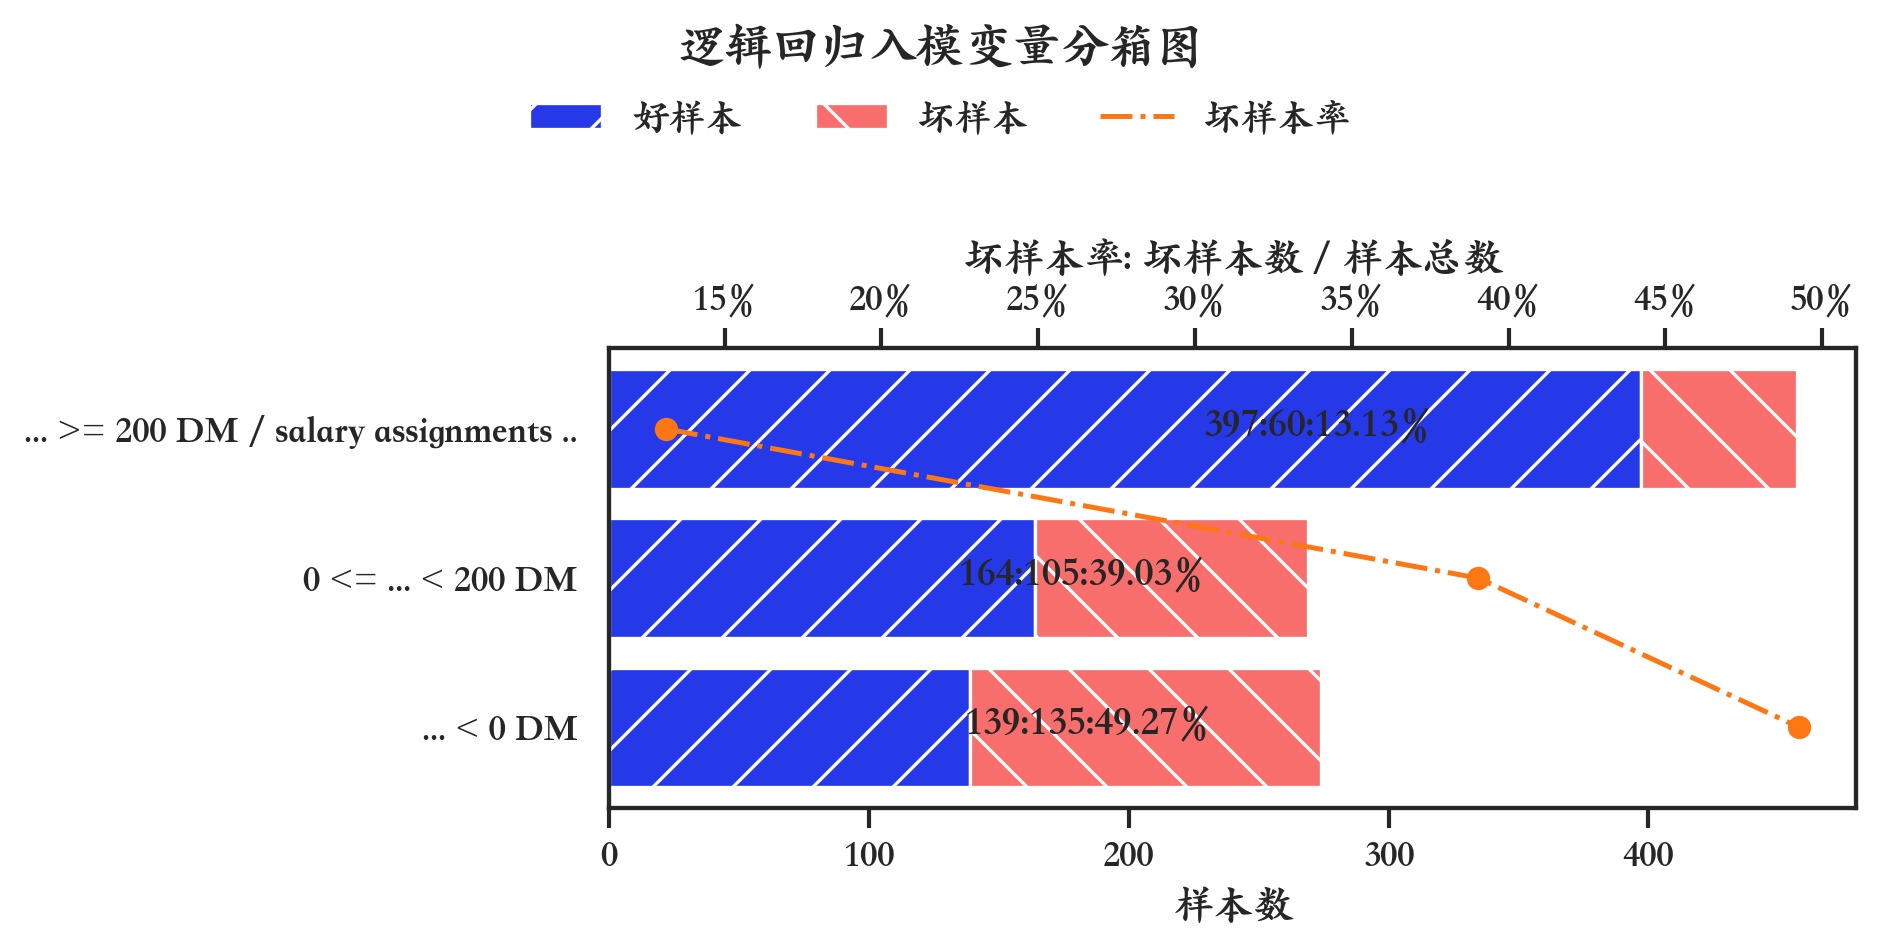 逻辑回归入模变量分箱图
好样本 坏样本 坏样本率
坏样本率: 坏样本数 / 样本总数
15% 20% 25% 30% 35% 40% 45% 50%
... >= 200 DM / salary assignments ..
397:60:13.13%
0 <= ... < 200 DM
164:105:39.03%
... < 0 DM
139:135:49.27%
0 100 200 300 400
样本数